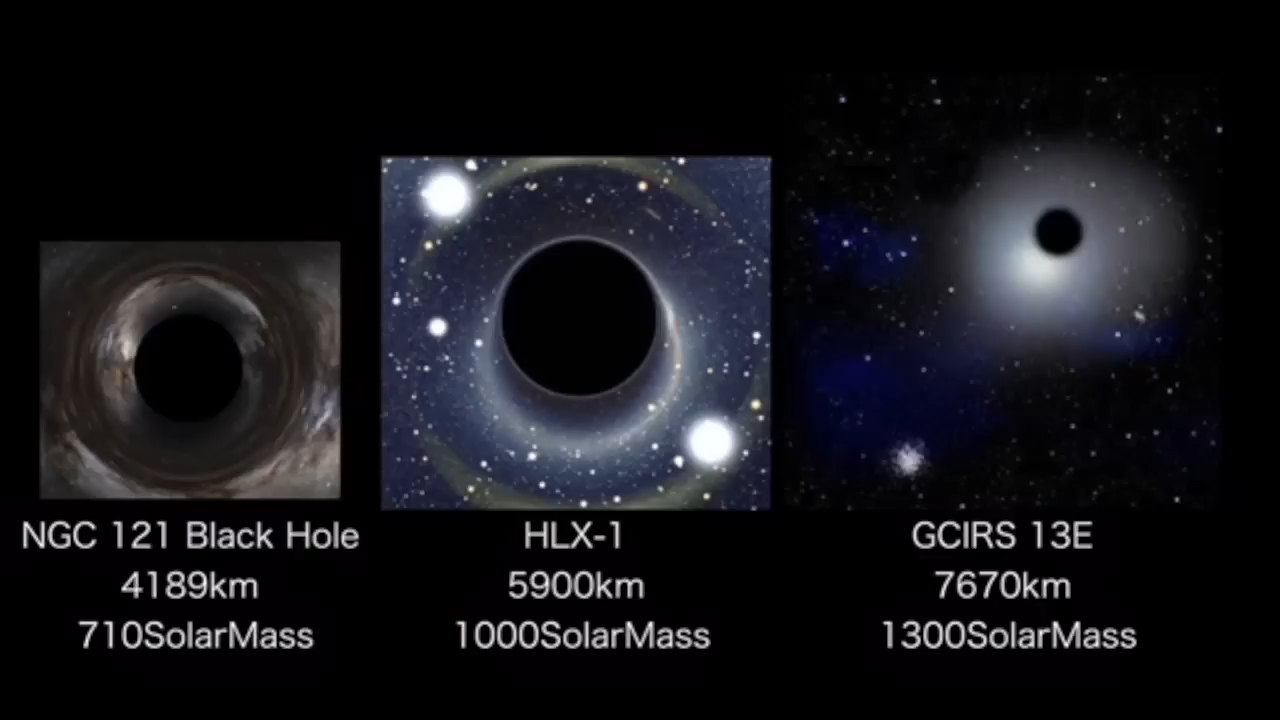 NGC 121 Black Hole
4189km
710SolarMass
HLX-1
5900km
1000SolarMass
GCIRS 13E
7670km
1300SolarMass